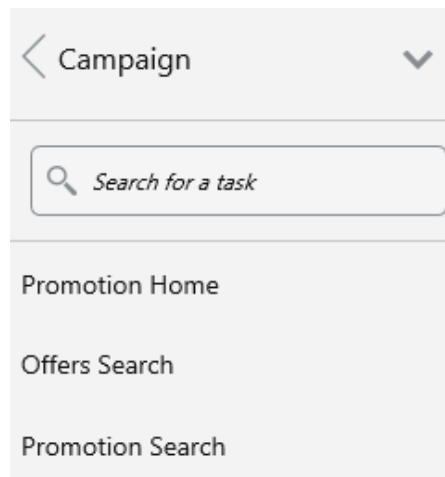 Campaign
Search for a task
Promotion Home
Offers Search
Promotion Search